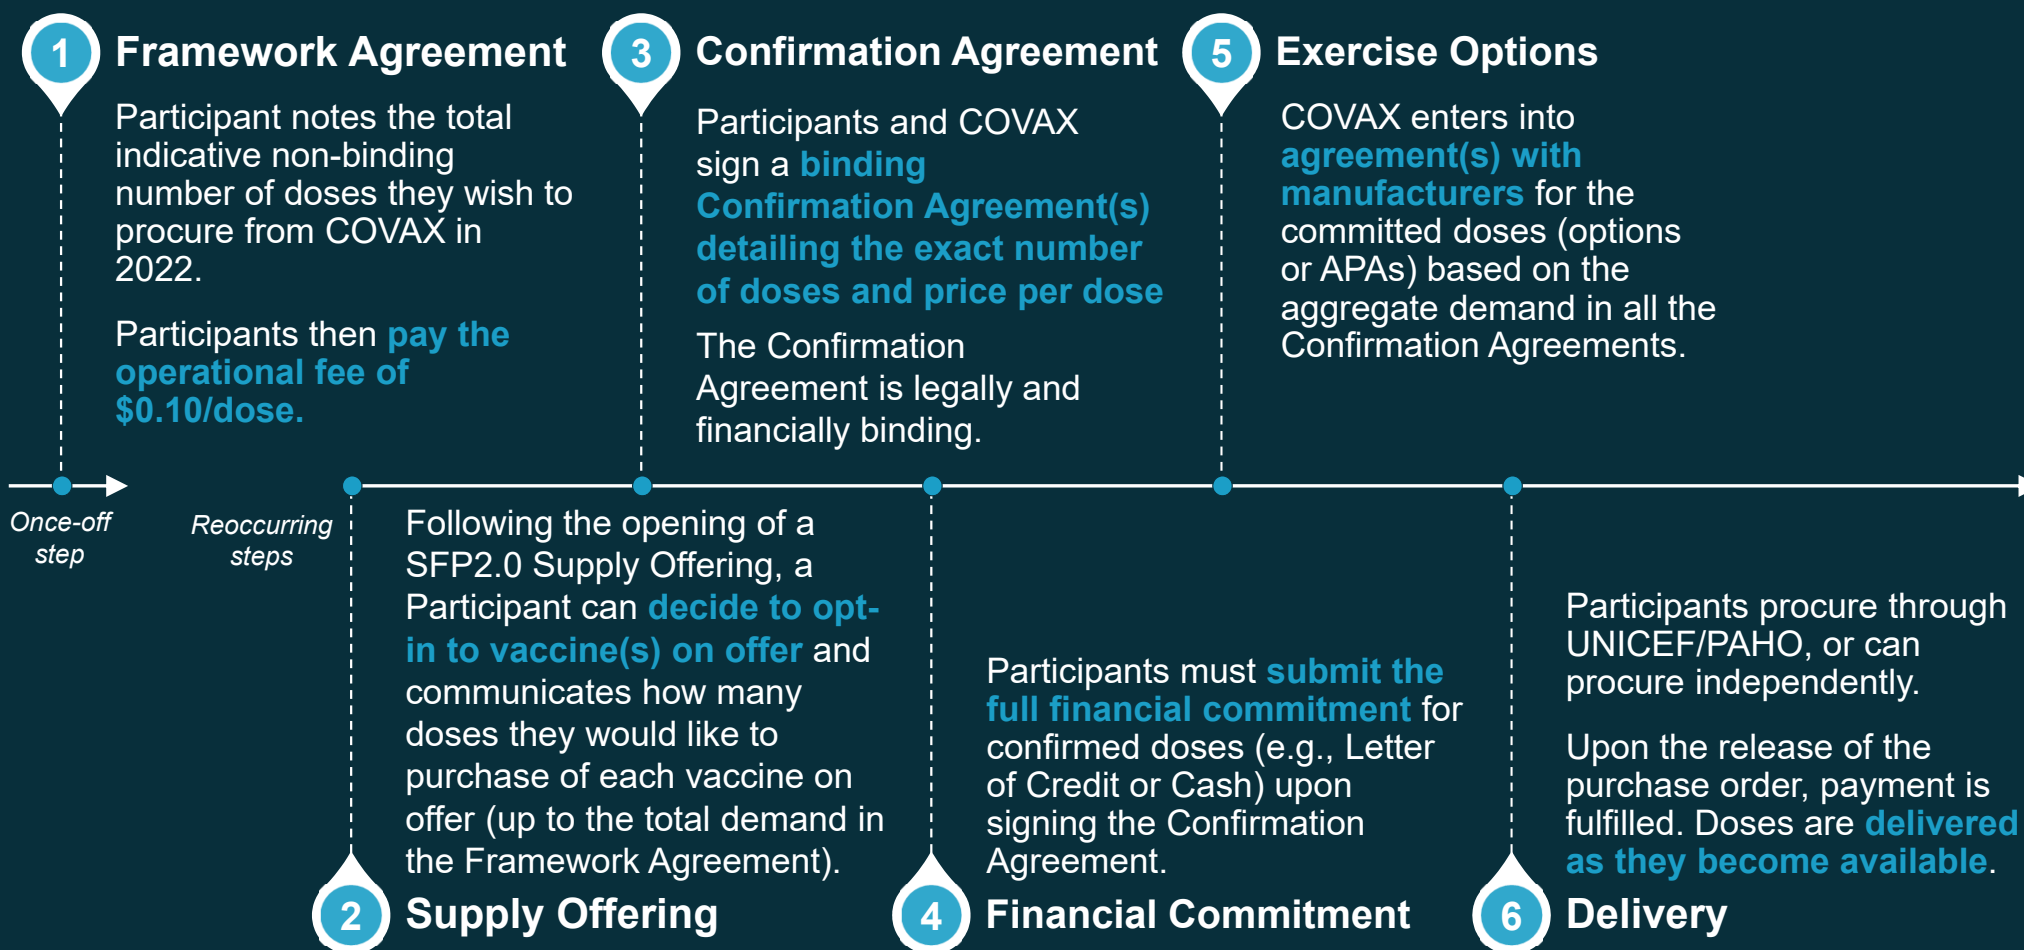 1
Framework Agreement
Participant notes the total
indicative non-binding
number of doses they wish to
procure from COVAX in
2022.
Participants then pay the
operational fee of
$0.10/dose.
Once-off
step
Reoccurring
steps
Following the opening of a
SFP2.0 Supply Offering, a
Participant can decide to opt-
in to vaccine(s) on offer and
communicates how many
doses they would like to
purchase of each vaccine on
offer (up to the total demand in
the Framework Agreement).
2
Supply Offering
3
Confirmation Agreement
Participants and COVAX
sign a binding
Confirmation Agreement(s)
detailing the exact number
of doses and price per dose
The Confirmation
Agreement is legally and
financially binding.
Participants must submit the
full financial commitment for
confirmed doses (e.g., Letter
of Credit or Cash) upon
signing the Confirmation
Agreement.
4
Financial Commitment
5
Exercise Options
COVAX enters into
agreement(s) with
manufacturers for the
committed doses (options
or APAs) based on the
aggregate demand in all the
Confirmation Agreements.
Participants procure through
UNICEF/PAHO, or can
procure independently.
Upon the release of the
purchase order, payment is
fulfilled. Doses are delivered
as they become available.
6
Delivery